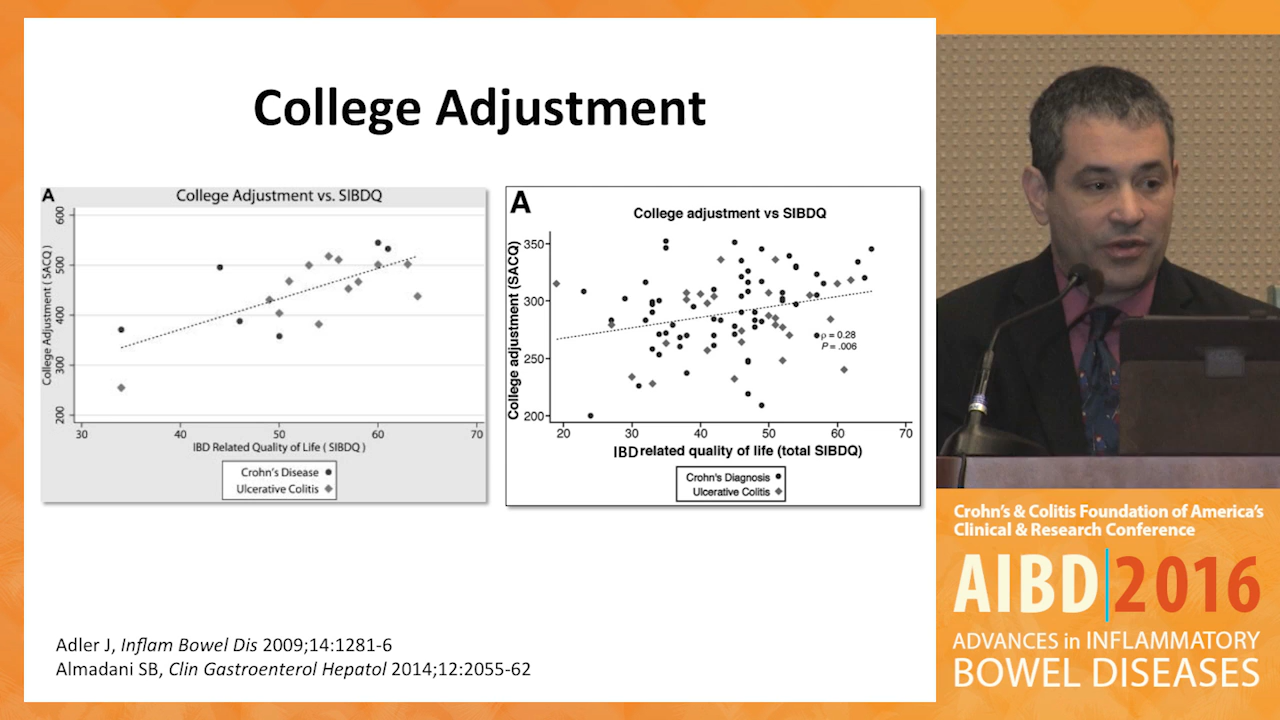 College Adjustment
A
College Adjustment vs. SIBDQ
College Adjustment ( SACQ )
600
500
400
300
200
30 40 50 60 70
IBD Related Quality of Life ( SIBDQ )
Crohn's Disease
Ulcerative Colitis
A
College adjustment vs SIBDQ
College adjustment (SACQ)
350
300
250
200
ρ = 0.28
P = .006
20 30 40 50 60 70
IBD related quality of life (total SIBDQ)
Crohn's Diagnosis
Ulcerative Colitis
Adler J, Inflam Bowel Dis 2009;14:1281-6
Almadani SB, Clin Gastroenterol Hepatol 2014;12:2055-62
Crohn's & Colitis Foundation of America's
Clinical & Research Conference
AIBD|2016
ADVANCES in INFLAMMATORY
BOWEL DISEASES